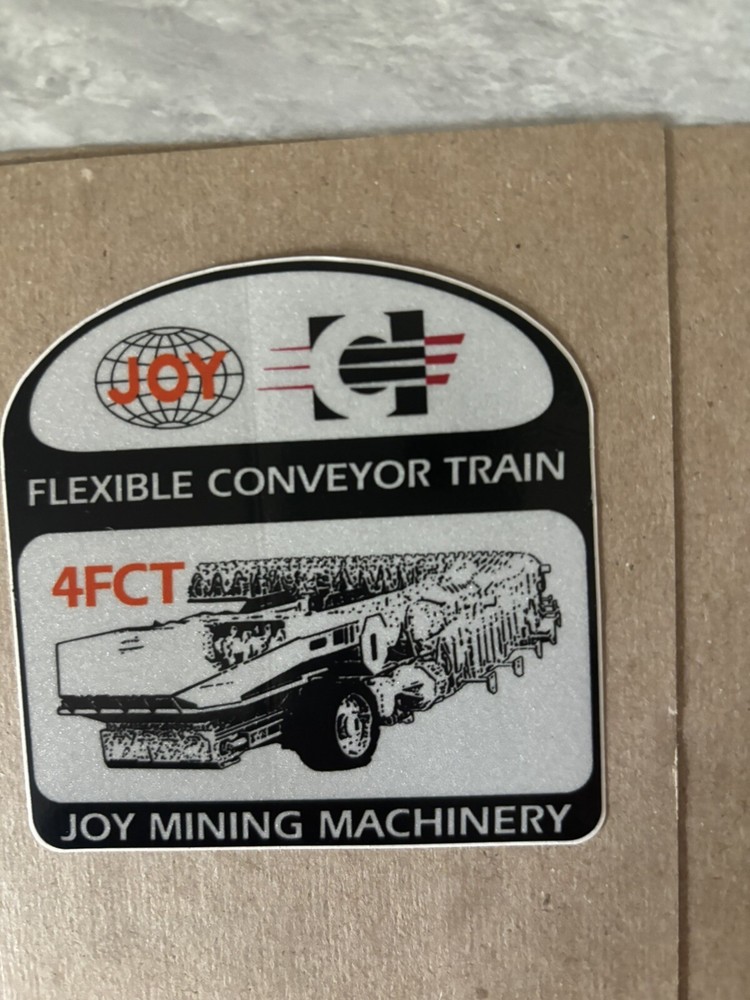 JOY
FLEXIBLE CONVEYOR TRAIN
4FCT
JOY MINING MACHINERY